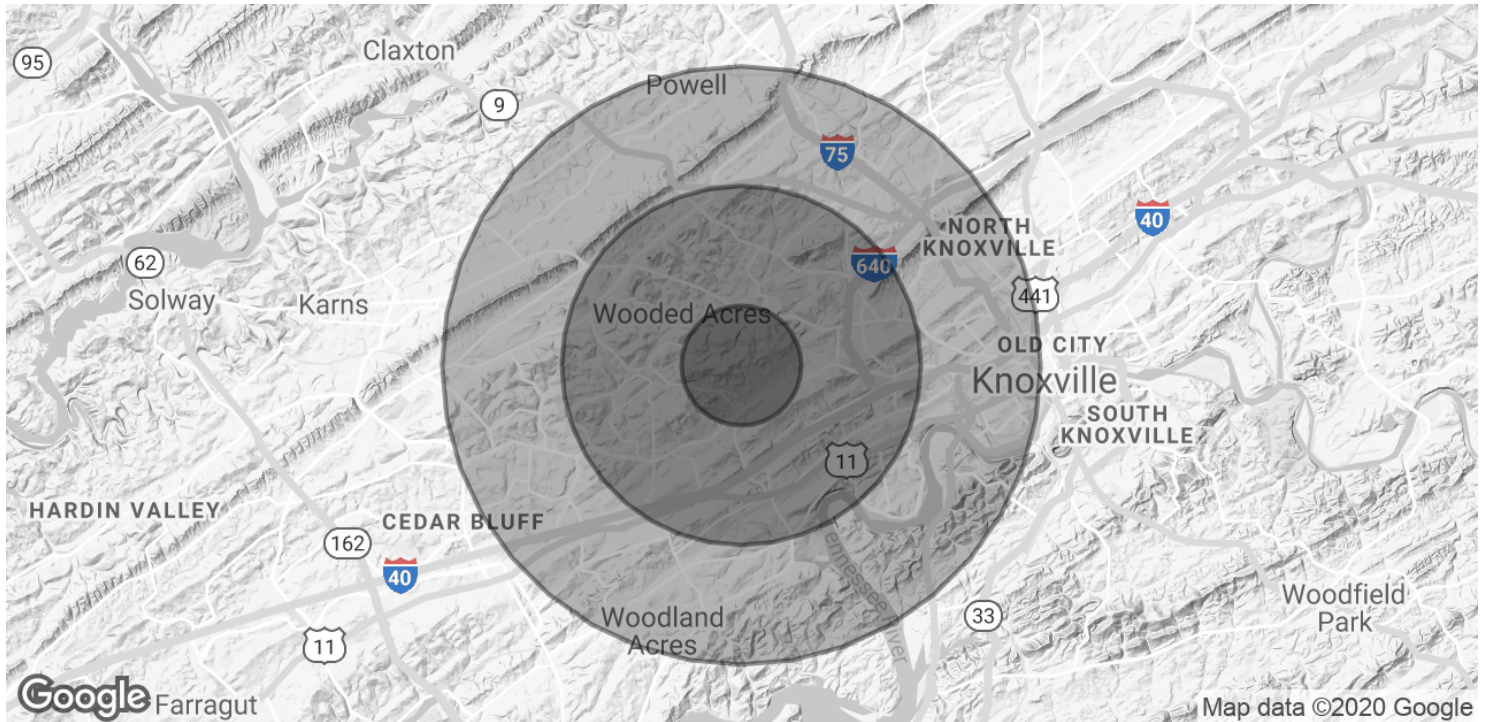 Claxton
95
Powell
9
75
40
NORTH
KNOXVILLE
62
640
Solway
Karns
441
Wooded Acres
OLD CITY
Knoxville
SOUTH
KNOXVILLE
11
HARDIN VALLEY
CEDAR BLUFF
162
40
Woodland
Acres
33
Woodfield
Park
11
Google
Farragut
Map data ©2020 Google